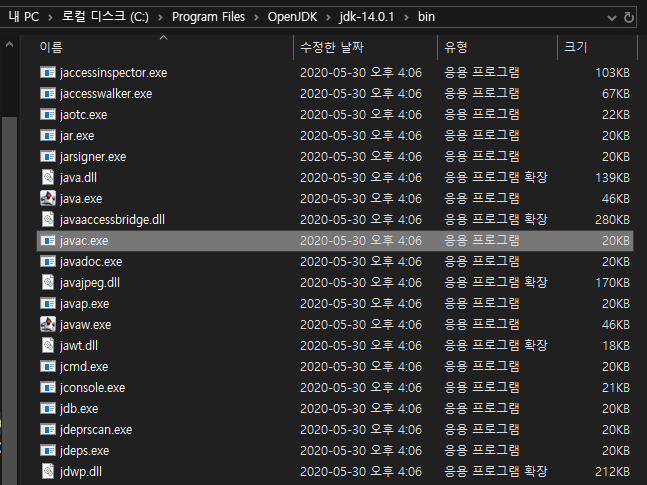 내 PC > 로컬 디스크 (C:) > Program Files > OpenJDK > jdk-14.0.1 > bin
이름 수정한 날짜 유형 크기
jaccessinspector.exe 2020-05-30 오후 4:06 응용 프로그램 103KB
jaccesswalker.exe 2020-05-30 오후 4:06 응용 프로그램 67KB
jaotc.exe 2020-05-30 오후 4:06 응용 프로그램 22KB
jar.exe 2020-05-30 오후 4:06 응용 프로그램 20KB
jarsigner.exe 2020-05-30 오후 4:06 응용 프로그램 20KB
java.dll 2020-05-30 오후 4:06 응용 프로그램 확장 139KB
java.exe 2020-05-30 오후 4:06 응용 프로그램 46KB
javaaccessbridge.dll 2020-05-30 오후 4:06 응용 프로그램 확장 280KB
javac.exe 2020-05-30 오후 4:06 응용 프로그램 20KB
javadoc.exe 2020-05-30 오후 4:06 응용 프로그램 20KB
javajpeg.dll 2020-05-30 오후 4:06 응용 프로그램 확장 170KB
javap.exe 2020-05-30 오후 4:06 응용 프로그램 20KB
javaw.exe 2020-05-30 오후 4:06 응용 프로그램 46KB
jawt.dll 2020-05-30 오후 4:06 응용 프로그램 확장 18KB
jcmd.exe 2020-05-30 오후 4:06 응용 프로그램 20KB
jconsole.exe 2020-05-30 오후 4:06 응용 프로그램 21KB
jdb.exe 2020-05-30 오후 4:06 응용 프로그램 20KB
jdeprscan.exe 2020-05-30 오후 4:06 응용 프로그램 20KB
jdeps.exe 2020-05-30 오후 4:06 응용 프로그램 20KB
jdwp.dll 2020-05-30 오후 4:06 응용 프로그램 확장 212KB